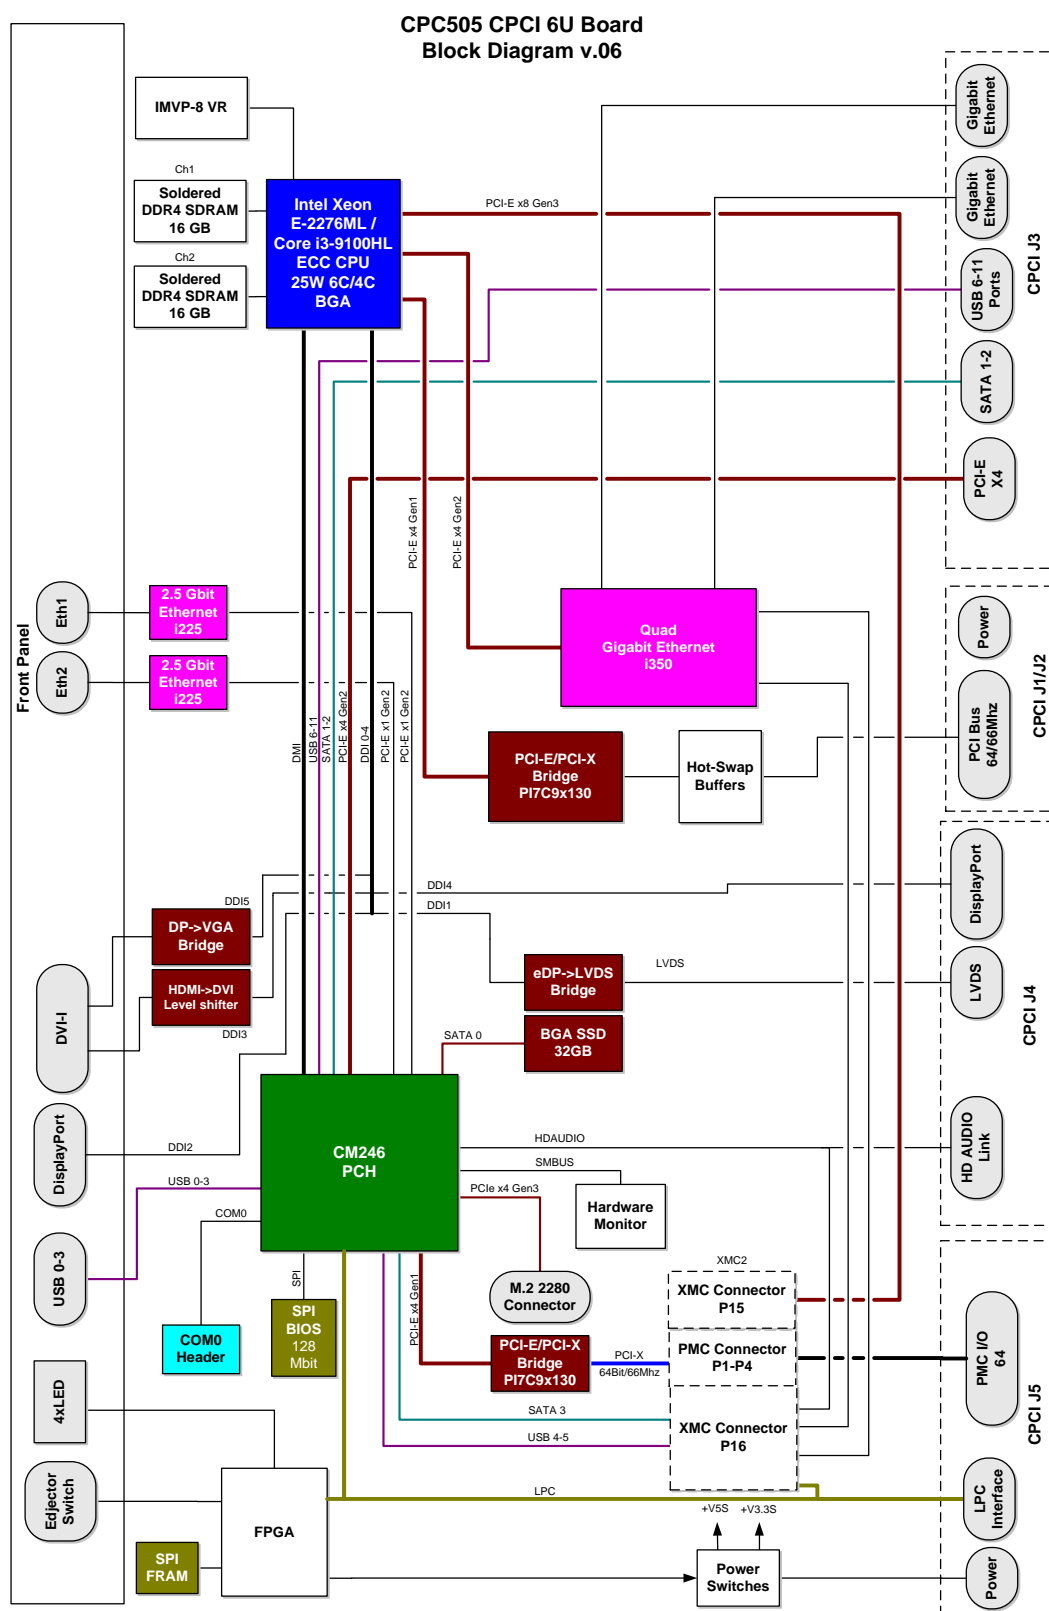 CPC505 CPCI 6U Board
Block Diagram v.06
IMVP-8 VR
Ch1
Soldered
DDR4 SDRAM
16 GB
Ch2
Soldered
DDR4 SDRAM
16 GB
Intel Xeon
E-2276ML /
Core i3-9100HL
ECC CPU
25W 6C/4C
BGA
PCI-E x8 Gen3
Gigabit
Ethernet
Gigabit
Ethernet
USB 6-11
Ports
SATA 1-2
PCI-E
X4
CPCI J3
PCI-E x4 Gen1
PCI-E x4 Gen2
Front Panel
Eth1
2.5 Gbit
Ethernet
i225
Eth2
2.5 Gbit
Ethernet
i225
Quad
Gigabit Ethernet
i350
Power
PCI Bus
64/66Mhz
CPCI J1/J2
DMI
USB 6-11
SATA 1-2
PCI-E x4 Gen2
DDI 0-4
PCI-E x1 Gen2
PCI-E x1 Gen2
PCI-E/PCI-X
Bridge
PI7C9x130
Hot-Swap
Buffers
DDI5
DDI4
DDI1
DP->VGA
Bridge
HDMI->DVI
Level shifter
DDI3
DVI-I
eDP->LVDS
Bridge
LVDS
BGA SSD
32GB
SATA 0
DisplayPort
LVDS
CPCI J4
HD AUDIO
Link
DisplayPort
DDI2
CM246
PCH
HDAUDIO
SMBUS
PCIe x4 Gen3
Hardware
Monitor
USB 0-3
USB 0-3
COM0
COM0
Header
SPI
SPI
BIOS
128
Mbit
PCI-E x4 Gen1
M.2 2280
Connector
XMC2
XMC Connector
P15
PCI-E/PCI-X
Bridge
PI7C9x130
PCI-X
64Bit/66Mhz
PMC Connector
P1-P4
PMC I/O
64
CPCI J5
SATA 3
USB 4-5
XMC Connector
P16
4xLED
Edjector
Switch
FPGA
LPC
LPC
Interface
SPI
FRAM
+V5S
+V3.3S
Power
Switches
Power